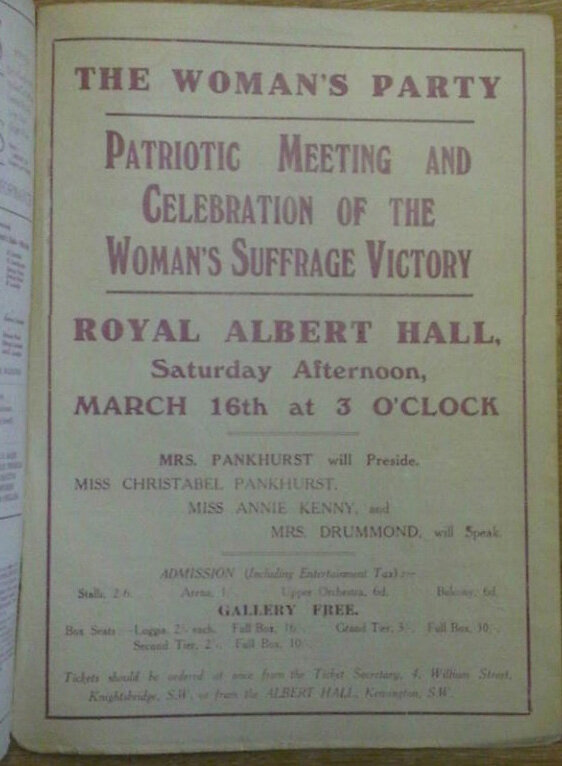 THE WOMAN'S PARTY
PATRIOTIC MEETING AND
CELEBRATION OF THE
WOMAN'S SUFFRAGE VICTORY
ROYAL ALBERT HALL,
Saturday Afternoon,
MARCH 16th at 3 O'CLOCK
MRS. PANKHURST will Preside.
MISS CHRISTABEL PANKHURST,
MISS ANNIE KENNY, and
MRS. DRUMMOND, will Speak.
ADMISSION (Including Entertainment Tax):—
Stalls, 2/6. Arena, 1/-. Upper Orchestra, 6d. Balcony, 6d.
GALLERY FREE.
Box Seats—Loggia, 2/- each. Full Box, 16/-. Grand Tier, 3/-. Full Box, 30/-.
Second Tier, 2/-. Full Box, 10/-.
Tickets should be ordered at once from the Ticket Secretary, 4, William Street,
Knightsbridge, S.W. or from the ALBERT HALL, Kensington, S.W.